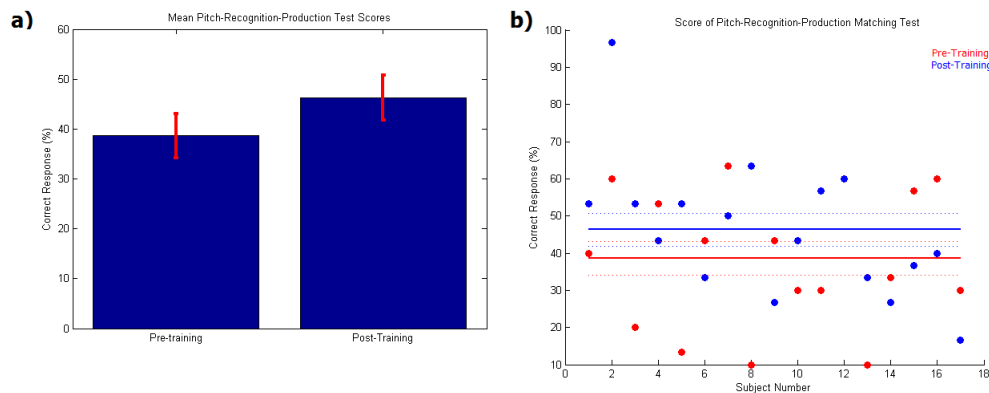 a)
Mean Pitch-Recognition-Production Test Scores
60
50
40
30
20
10
0
Correct Response (%)
Pre-training
Post-Training
b)
Score of Pitch-Recognition-Production Matching Test
100
90
80
70
60
50
40
30
20
10
Correct Response (%)
Pre-Training
Post-Training
0 2 4 6 8 10 12 14 16 18
Subject Number